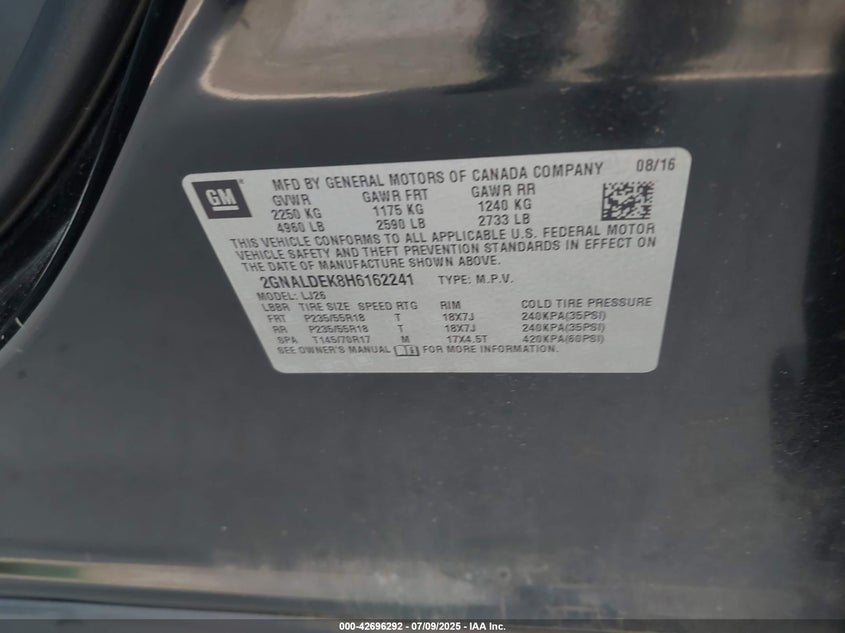 GM
MFD BY GENERAL MOTORS OF CANADA COMPANY 08/16
GVWR GAWR FRT GAWR RR
2250 KG 1175 KG 1240 KG
4960 LB 2590 LB 2733 LB
THIS VEHICLE CONFORMS TO ALL APPLICABLE U.S. FEDERAL MOTOR
VEHICLE SAFETY AND THEFT PREVENTION STANDARDS IN EFFECT ON
THE DATE OF MANUFACTURE SHOWN ABOVE.
2GNALDEK8H6162241 TYPE: M.P.V.
MODEL: LJ26
TIRE SIZE SPEED RTG RIM COLD TIRE PRESSURE
FRT P235/55R18 T 18X7J 240KPA(35PSI)
RR P235/55R18 T 18X7J 240KPA(35PSI)
SPA T145/70R17 M 17X4.5T 420KPA(60PSI)
SEE OWNER'S MANUAL FOR MORE INFORMATION.
000-42696292 - 07/09/2025 - IAA Inc.